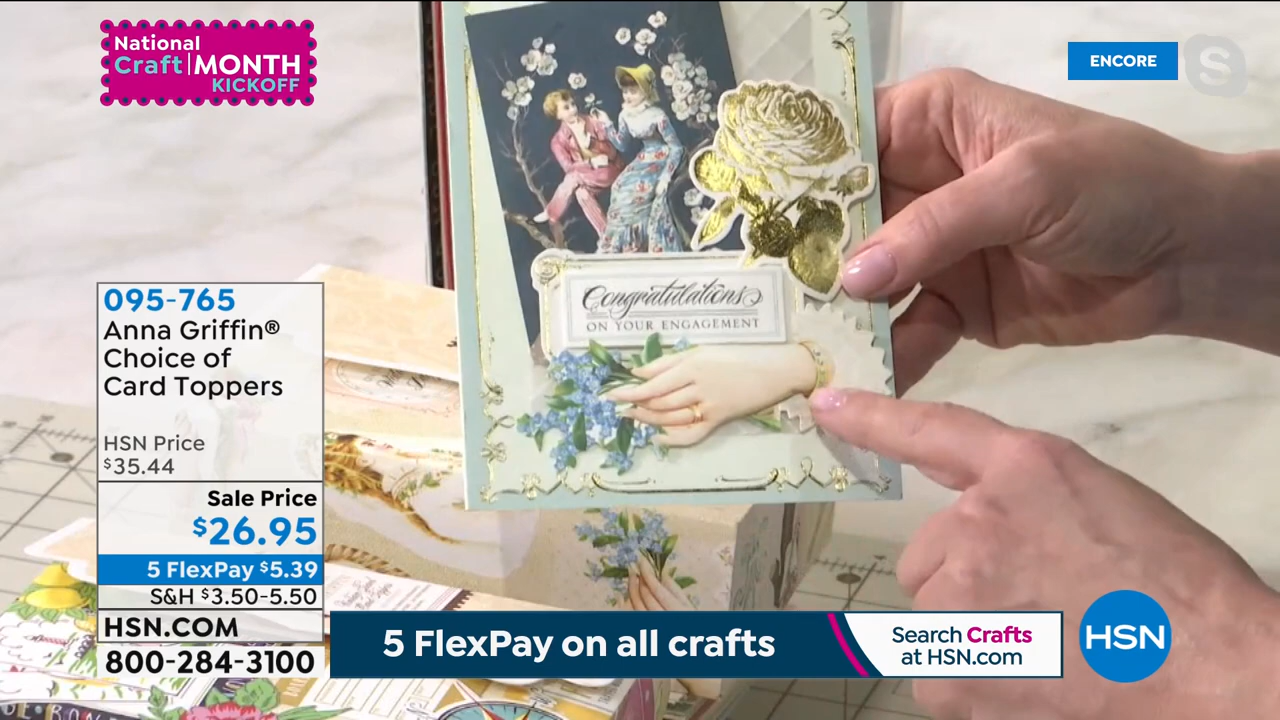 National
Craft MONTH
KICKOFF
ENCORE
S
Congratulations
ON YOUR ENGAGEMENT
095-765
Anna Griffin®
Choice of
Card Toppers
HSN Price
$35.44
Sale Price
$26.95
5 FlexPay $5.39
S&H $3.50-5.50
HSN.COM
800-284-3100
5 FlexPay on all crafts
Search Crafts
at HSN.com
HSN